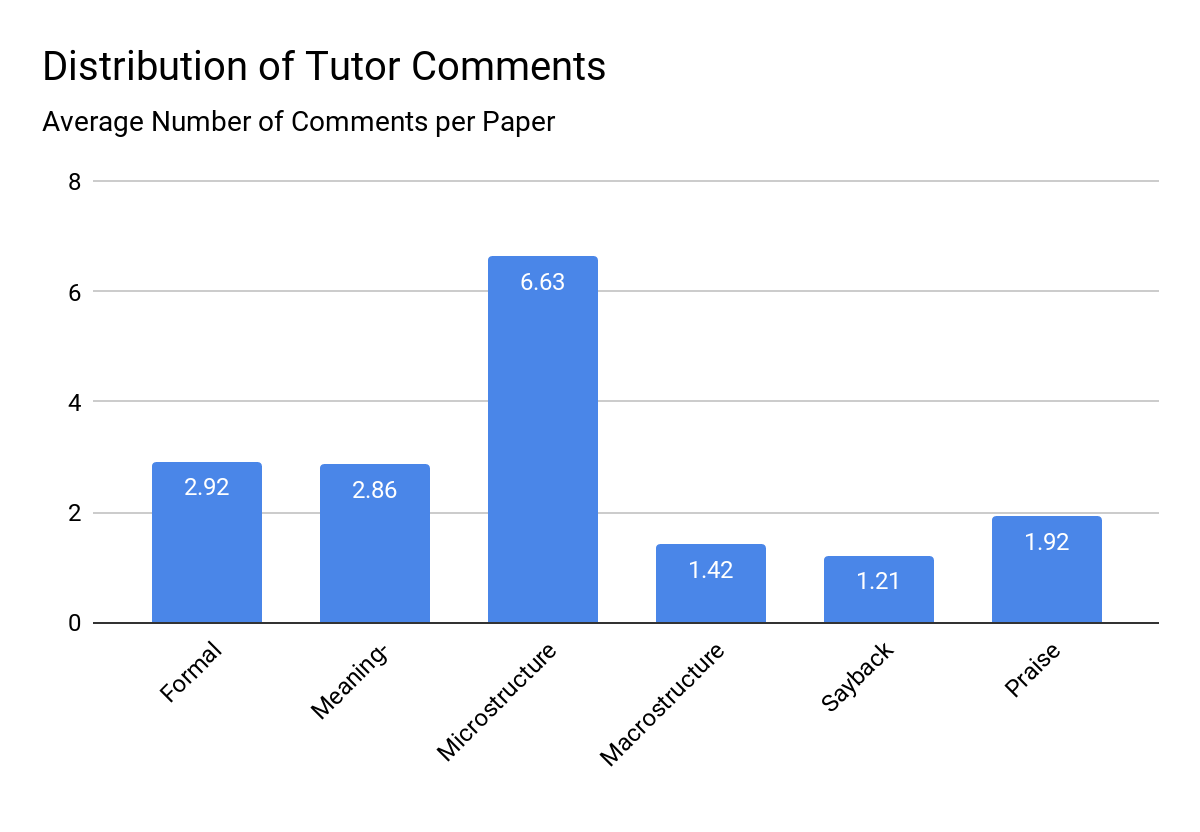 Distribution of Tutor Comments
Average Number of Comments per Paper
8
6
4
2
0
2.92
2.86
6.63
1.42
1.21
1.92
Formal
Meaning-
Microstructure
Macrostructure
Sayback
Praise